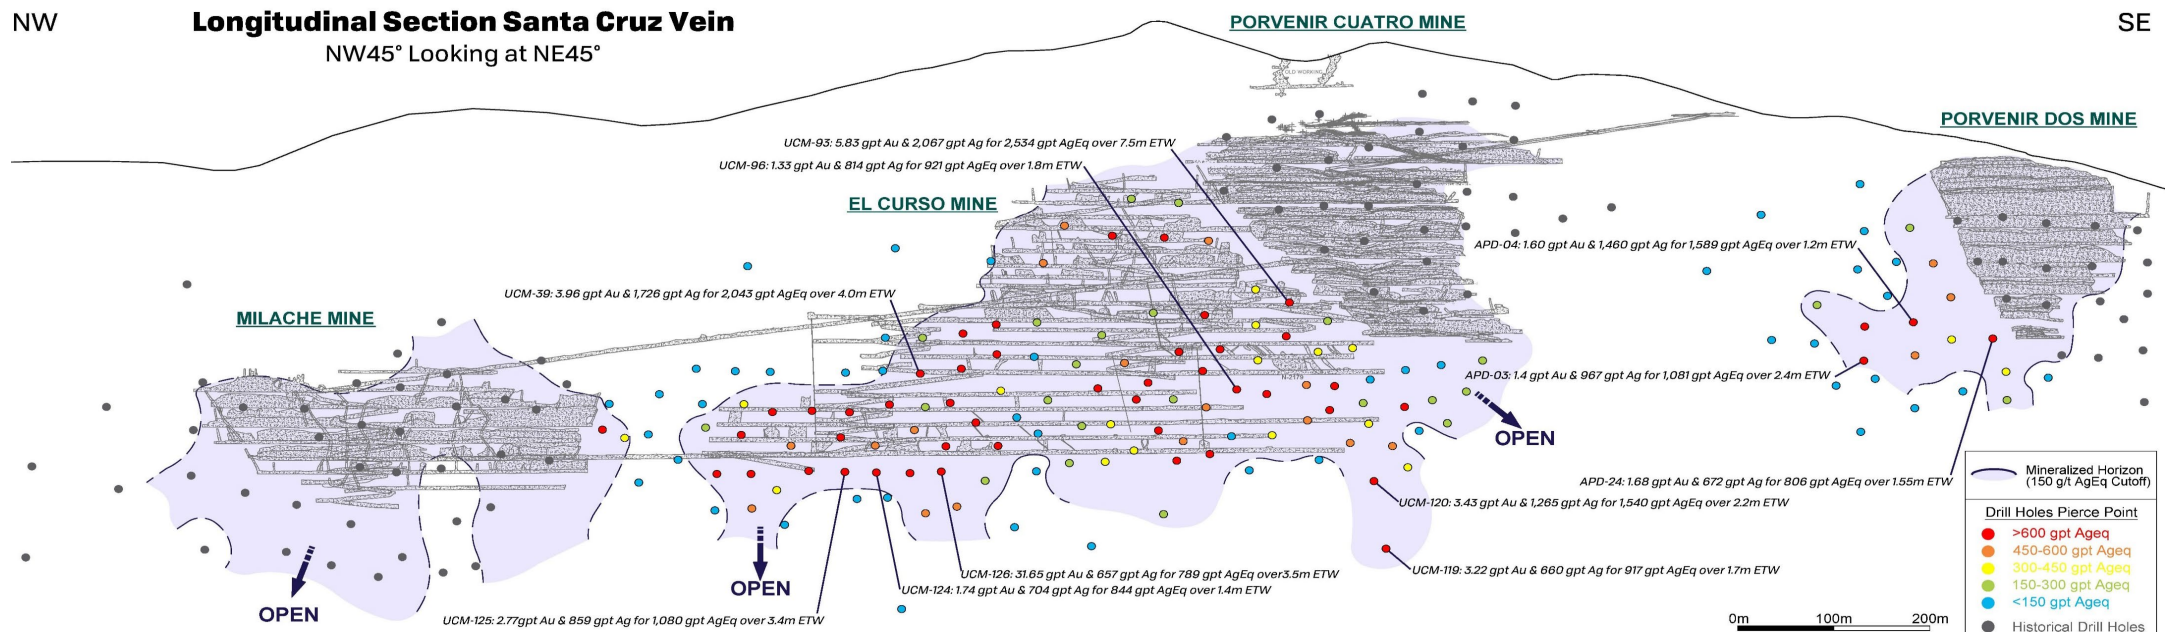 NW
Longitudinal Section Santa Cruz Vein
NW45° Looking at NE45°
PORVENIR CUATRO MINE
SE
OLD WORKING
PORVENIR DOS MINE
UCM-93: 5.83 gpt Au & 2,067 gpt Ag for 2,534 gpt AgEq over 7.5m ETW
UCM-96: 1.33 gpt Au & 814 gpt Ag for 921 gpt AgEq over 1.8m ETW
EL CURSO MINE
APD-04: 1.60 gpt Au & 1,460 gpt Ag for 1,589 gpt AgEq over 1.2m ETW
UCM-39: 3.96 gpt Au & 1,726 gpt Ag for 2,043 gpt AgEq over 4.0m ETW
MILACHE MINE
APD-03: 1.4 gpt Au & 967 gpt Ag for 1,081 gpt AgEq over 2.4m ETW
N-2179
OPEN
APD-24: 1.68 gpt Au & 672 gpt Ag for 806 gpt AgEq over 1.55m ETW
UCM-120: 3.43 gpt Au & 1,265 gpt Ag for 1,540 gpt AgEq over 2.2m ETW
UCM-119: 3.22 gpt Au & 660 gpt Ag for 917 gpt AgEq over 1.7m ETW
UCM-126: 31.65 gpt Au & 657 gpt Ag for 789 gpt AgEq over3.5m ETW
OPEN
UCM-124: 1.74 gpt Au & 704 gpt Ag for 844 gpt AgEq over 1.4m ETW
OPEN
UCM-125: 2.77gpt Au & 859 gpt Ag for 1,080 gpt AgEq over 3.4m ETW
0m 100m 200m
Mineralized Horizon
(150 g/t AgEq Cutoff)
Drill Holes Pierce Point
>600 gpt Ageq
450-600 gpt Ageq
300-450 gpt Ageq
150-300 gpt Ageq
<150 gpt Ageq
Historical Drill Holes